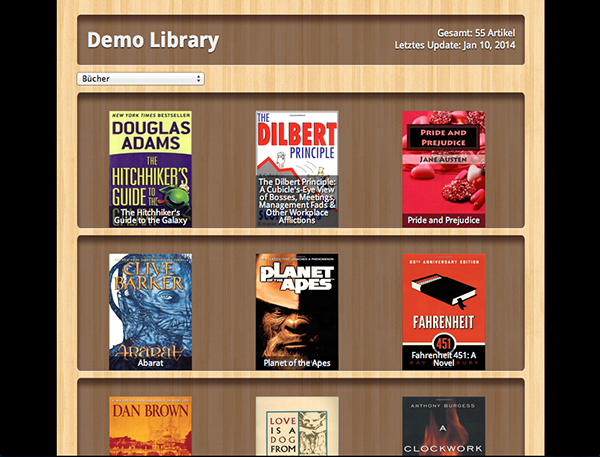 Demo Library
Gesamt: 55 Artikel
Letztes Update: Jan 10, 2014
Bücher
NEW YORK TIMES BESTSELLER
DOUGLAS
ADAMS
THE
HITCHHIKER'S
GUIDE TO THE
The Hitchhiker's
Guide to the Galaxy
THE
DILBERT
PRINCIPLE
The Dilbert Principle:
A Cubicle's-Eye View
of Bosses, Meetings,
Management Fads &
Other Workplace
Afflictions
PRIDE AND
PREJUDICE
JANE AUSTEN
Pride and Prejudice
CLIVE
BARKER
Abarat
Abarat
PLANET
OF THE
APES
Planet of the Apes
60TH ANNIVERSARY EDITION
FAHRENHEIT
451
Fahrenheit 451: A
Novel
DAN BROWN
LOVE
IS A
DOG
FROM
ANTHONY BURGESS
A
CLOCKWORK